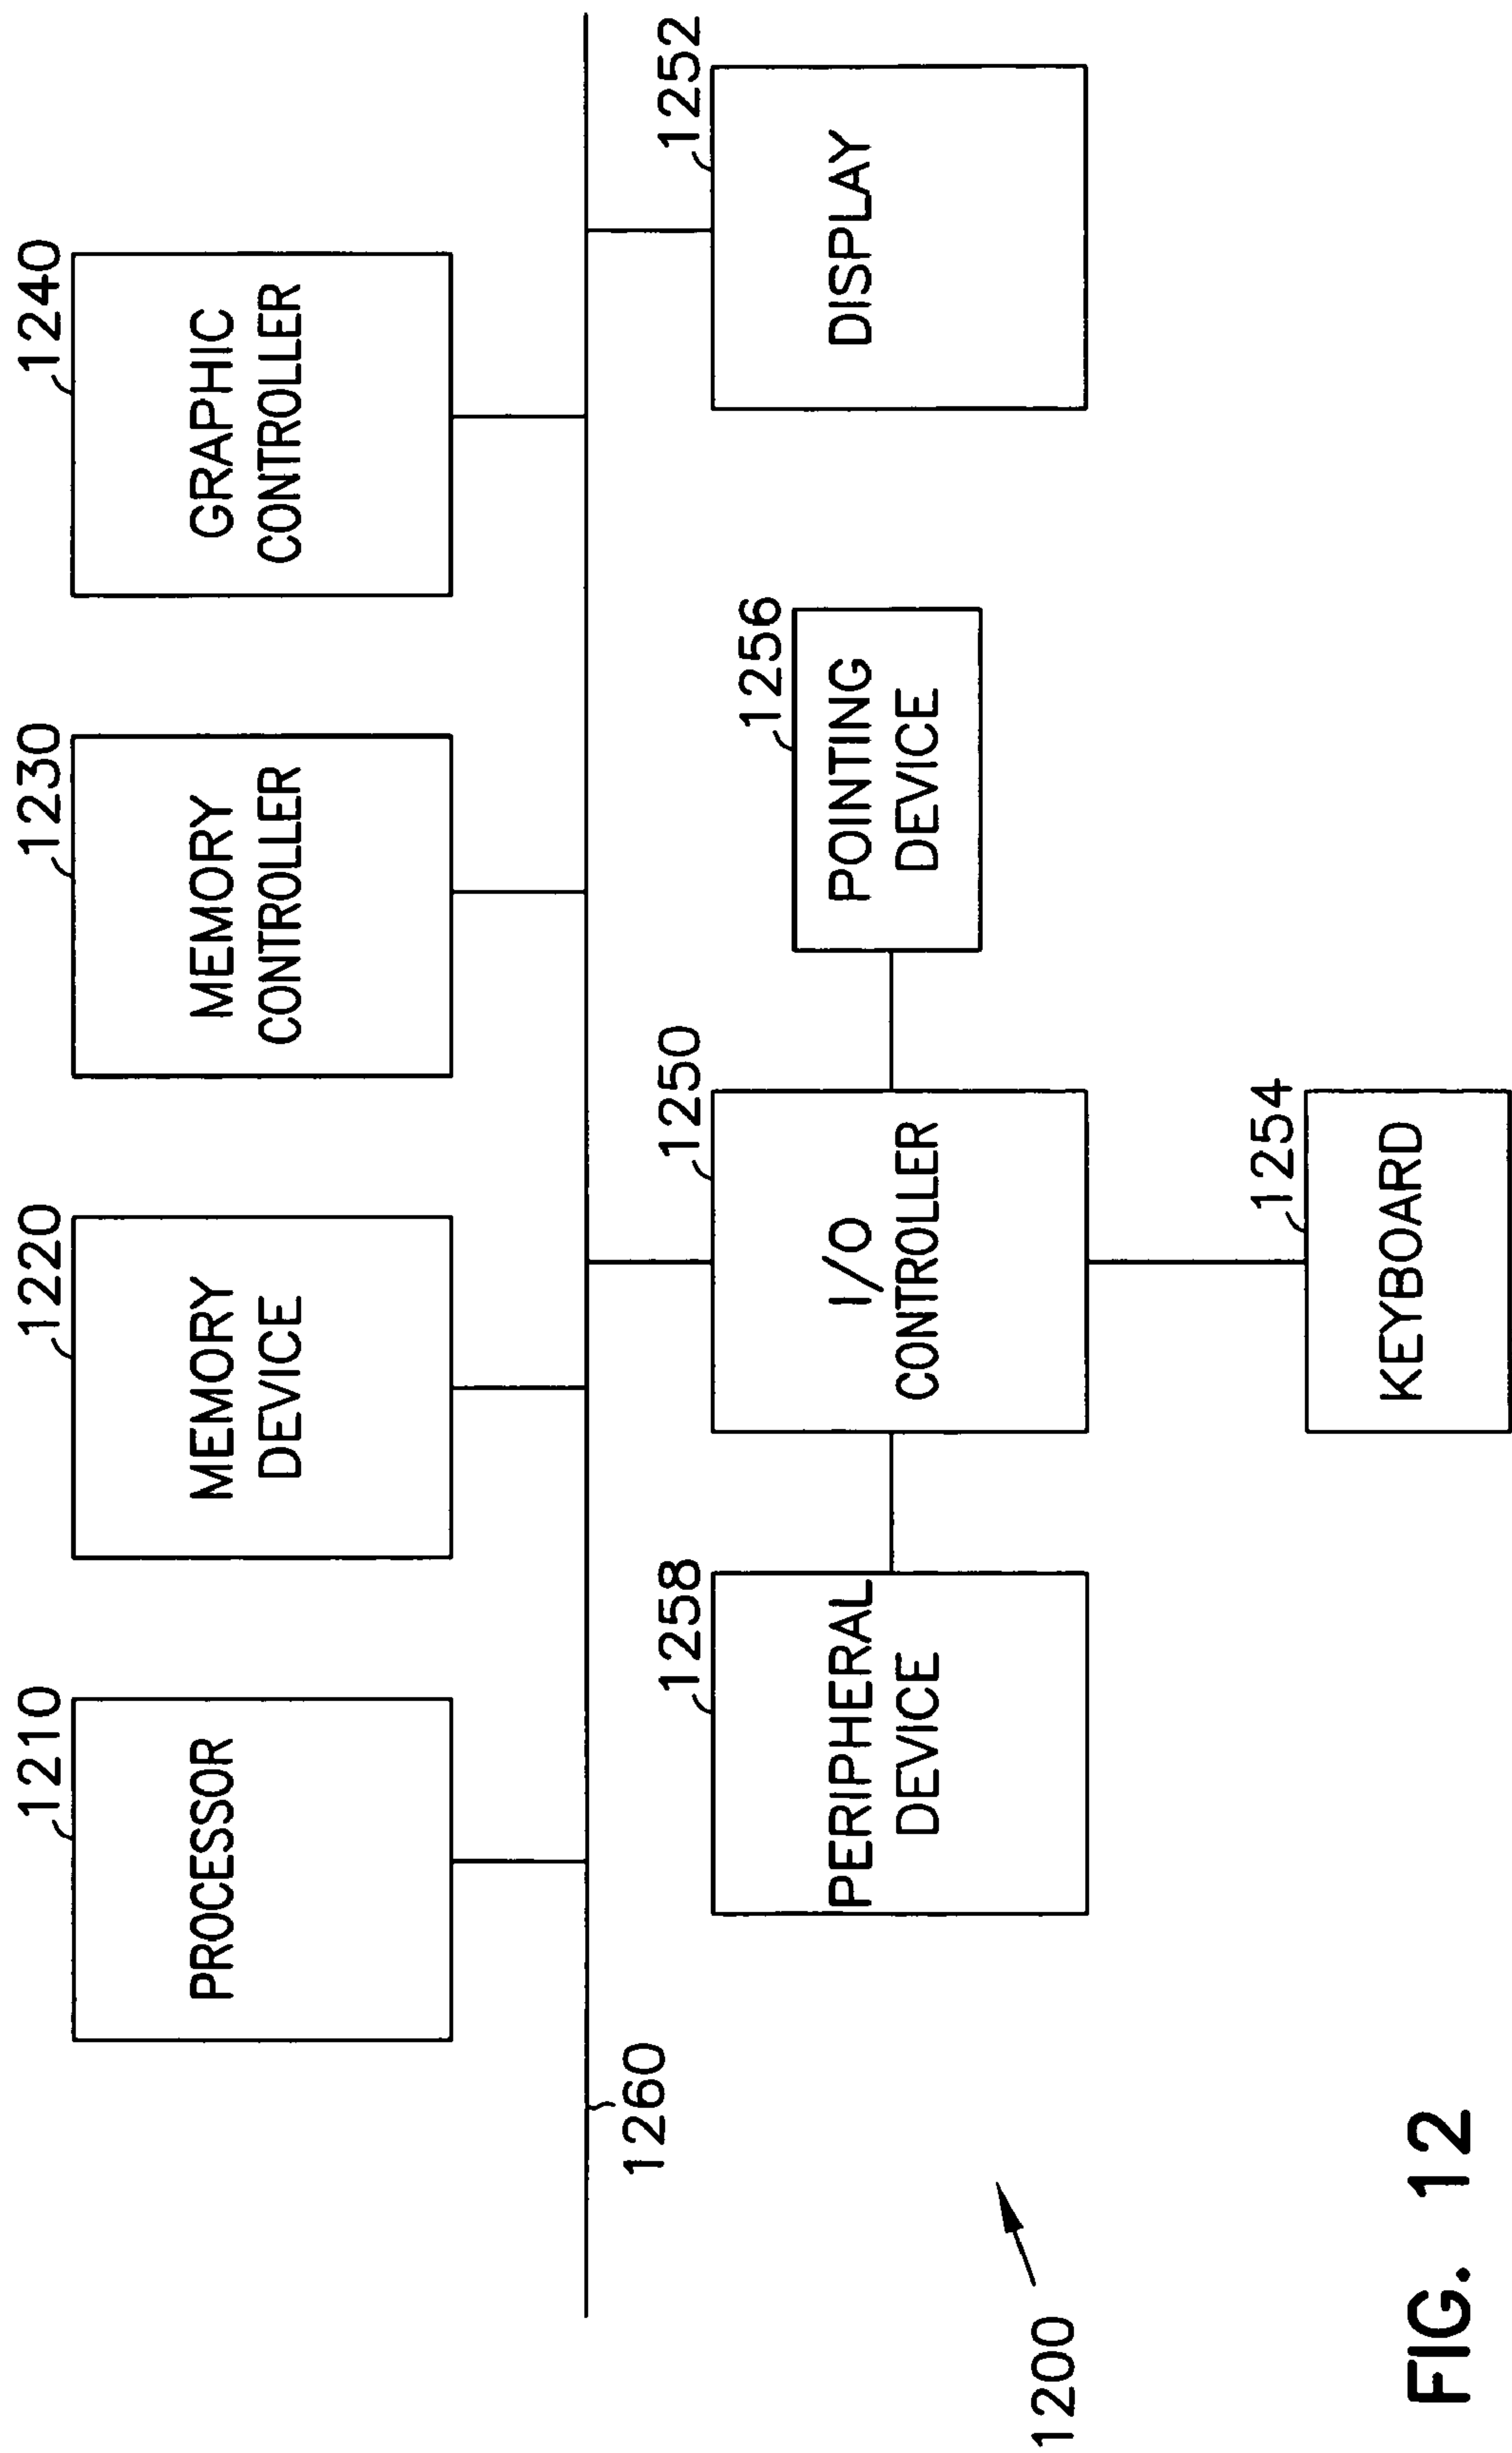 1210
PROCESSOR
1220
MEMORY
DEVICE
1230
MEMORY
CONTROLLER
1240
GRAPHIC
CONTROLLER
1260
1258
PERIPHERAL
DEVICE
1250
I/O
CONTROLLER
1256
POINTING
DEVICE
1252
DISPLAY
1200
1254
KEYBOARD
FIG. 12